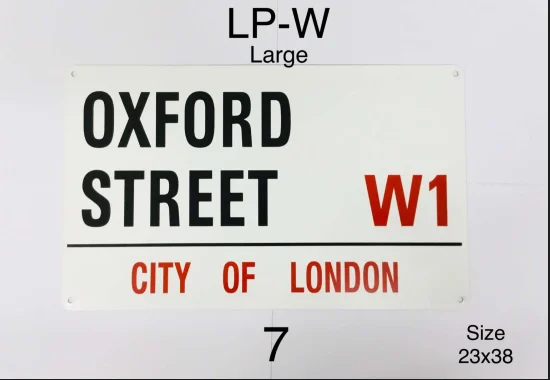 LP-W
Large
OXFORD
STREET W1
CITY OF LONDON
7
Size
23x38